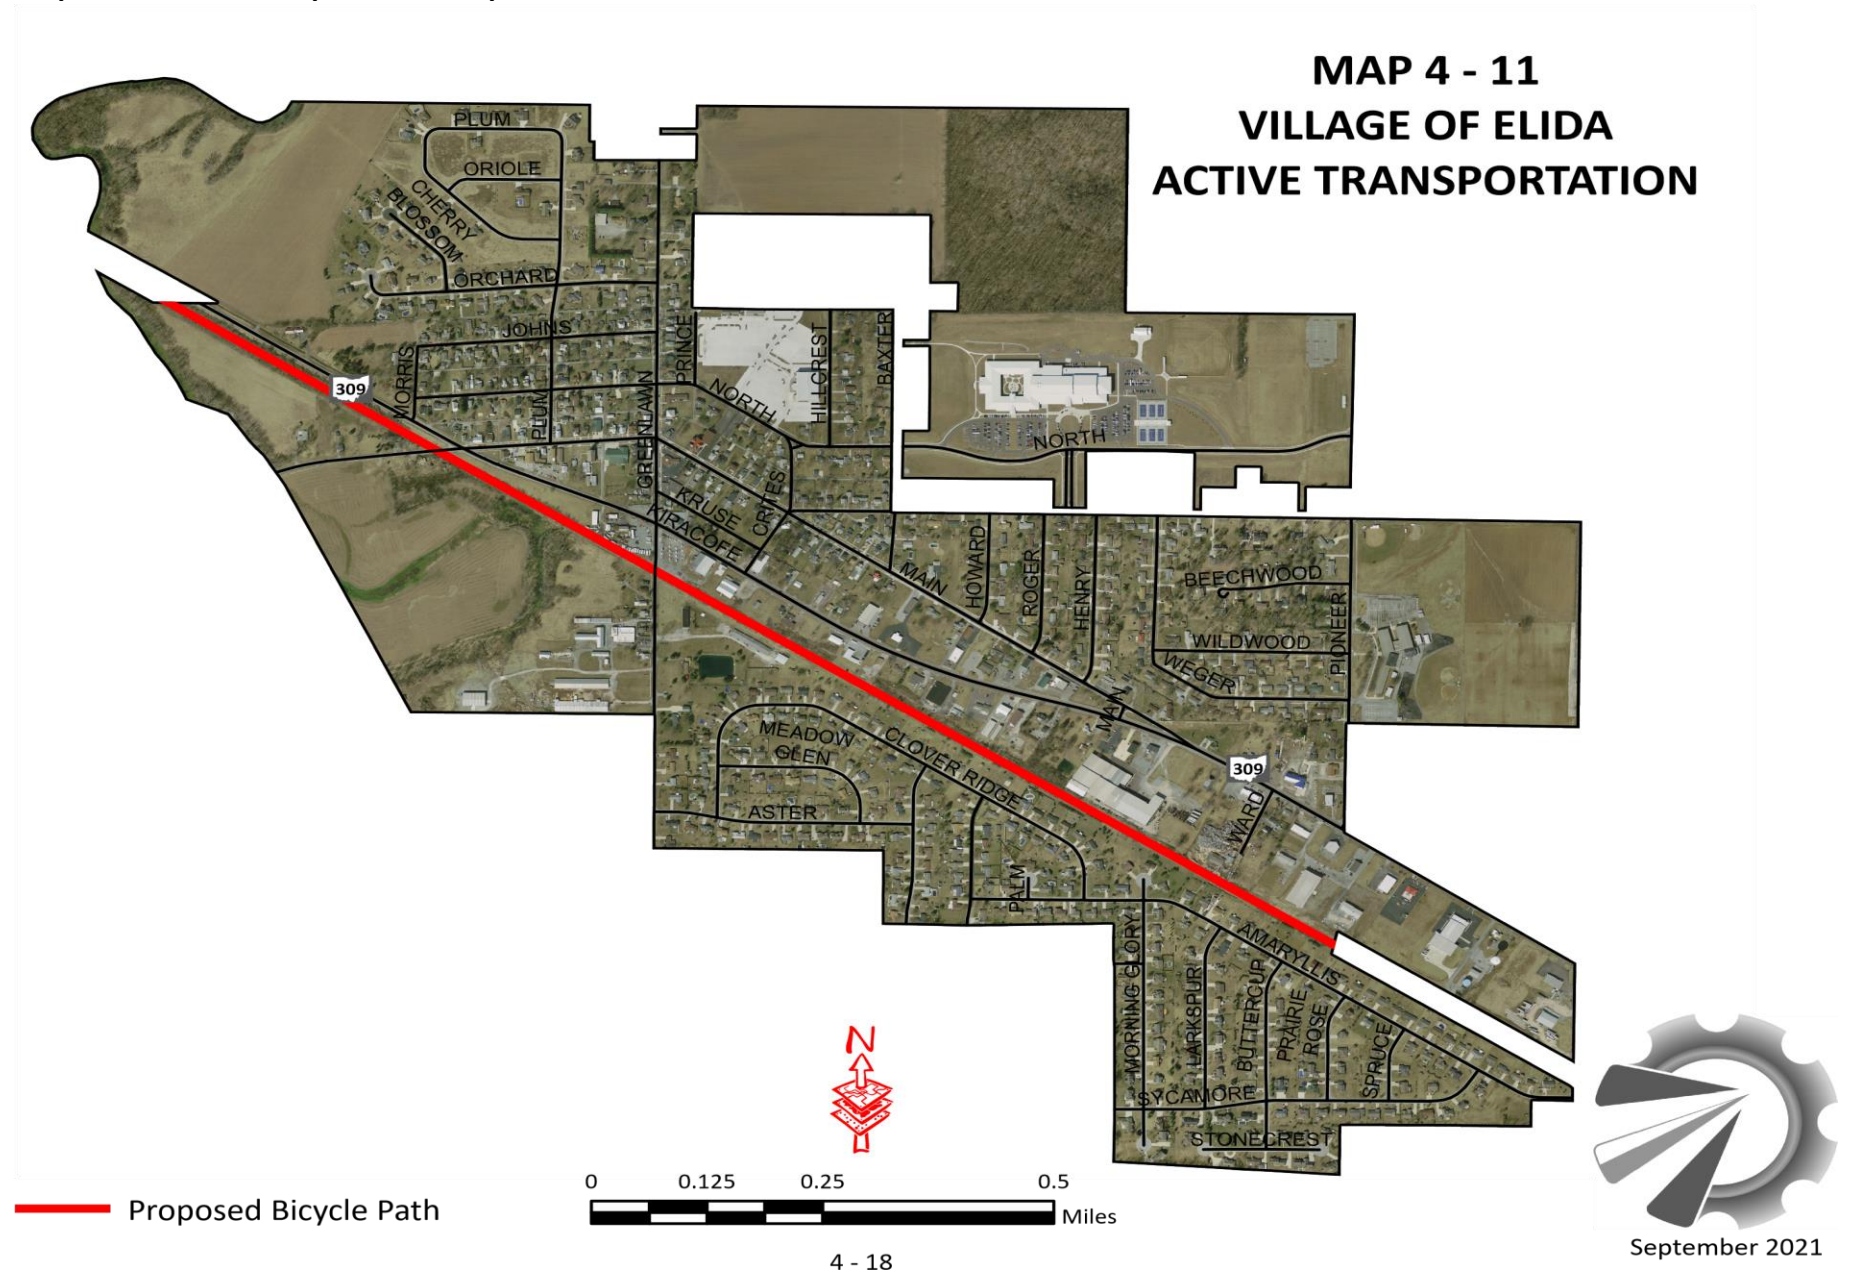 MAP 4 - 11
VILLAGE OF ELIDA
ACTIVE TRANSPORTATION
PLUM
ORIOLE
CHERRY
BLOSSOM
ORCHARD
JOHNS
MORRIS
PLUM
GREENLAWN
PRINCE
NORTH
HILLCREST
BAXTER
NORTH
309
KRUSE
KIRACOFE
CRITES
MAIN
HOWARD
ROGER
HENRY
BEECHWOOD
WILDWOOD
WEGER
PIONEER
MAIN
309
WARD
MEADOW
GLEN
CLOVER RIDGE
ASTER
PALM
AMARYLLIS
MORNING GLORY
LARKSPUR
BUTTERCUP
PRAIRIE
ROSE
SPRUCE
SYCAMORE
STONECREST
N
0 0.125 0.25 0.5
Miles
Proposed Bicycle Path
4 - 18
September 2021